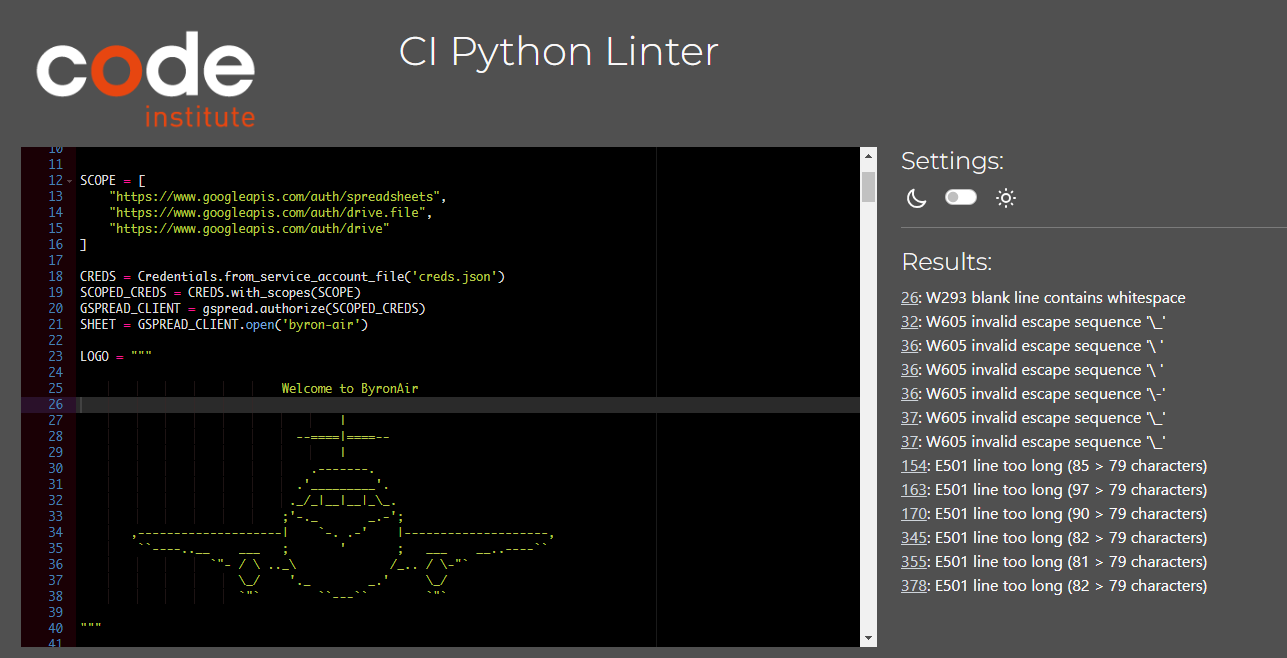 code
institute
CI Python Linter
10
11
12 SCOPE = [
13     "https://www.googleapis.com/auth/spreadsheets",
14     "https://www.googleapis.com/auth/drive.file",
15     "https://www.googleapis.com/auth/drive"
16 ]
17
18 CREDS = Credentials.from_service_account_file('creds.json')
19 SCOPED_CREDS = CREDS.with_scopes(SCOPE)
20 GSPREAD_CLIENT = gspread.authorize(SCOPED_CREDS)
21 SHEET = GSPREAD_CLIENT.open('byron-air')
22
23 LOGO = """
24
25                             Welcome to ByronAir
26
27                                     |
28                               --====|====--
29                                     |
30                                 .-------.
31                               .'_________'.
32                              ._/_|__|__|_\_.
33                             ;'-._       _.-';
34        ,--------------------|    `-. .-'    |--------------------,
35         ``----..__    ___   ;       '       ;   ___    __..----``
36                   `"- / \ .._\             /_.. / \-"`
37                       \_/    '._        _.'     \_/
38                       `"`        ``---``        `"`
39
40 """
41
Settings:
Results:
26: W293 blank line contains whitespace
32: W605 invalid escape sequence '\_'
36: W605 invalid escape sequence '\ '
36: W605 invalid escape sequence '\ '
36: W605 invalid escape sequence '\-'
37: W605 invalid escape sequence '\_'
37: W605 invalid escape sequence '\_'
154: E501 line too long (85 > 79 characters)
163: E501 line too long (97 > 79 characters)
170: E501 line too long (90 > 79 characters)
345: E501 line too long (82 > 79 characters)
355: E501 line too long (81 > 79 characters)
378: E501 line too long (82 > 79 characters)